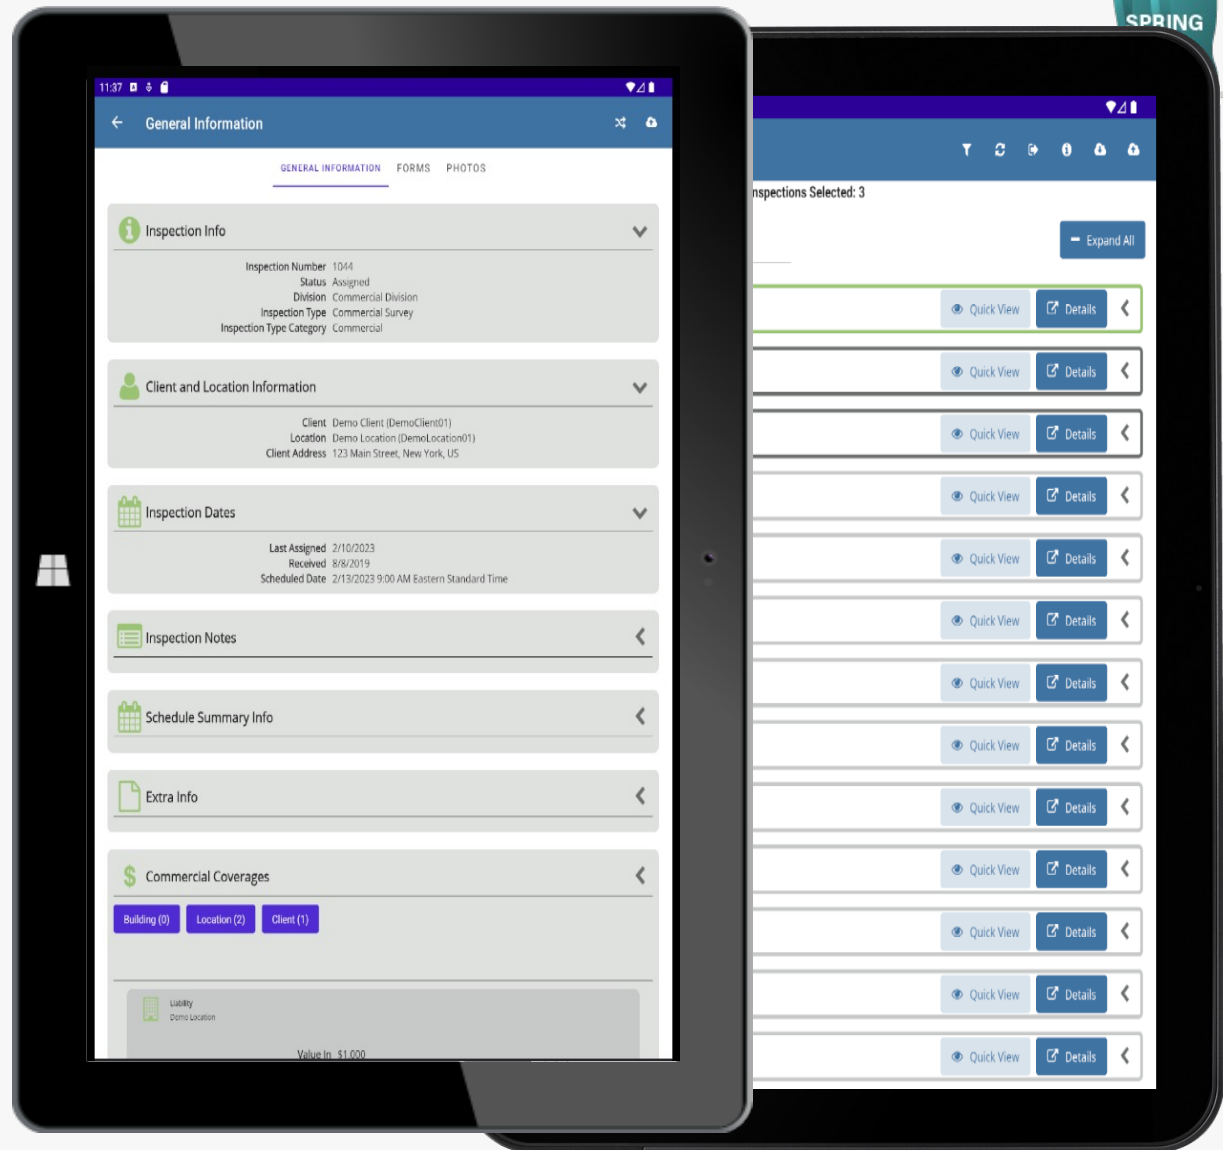 SPRING
11:37
General Information
GENERAL INFORMATION FORMS PHOTOS
Inspection Info
Inspection Number 1044
Status Assigned
Division Commercial Division
Inspection Type Commercial Survey
Inspection Type Category Commercial
Client and Location Information
Client Demo Client (DemoClient01)
Location Demo Location (DemoLocation01)
Client Address 123 Main Street, New York, US
Inspection Dates
Last Assigned 2/10/2023
Received 8/8/2019
Scheduled Date 2/13/2023 9:00 AM Eastern Standard Time
Inspection Notes
Schedule Summary Info
Extra Info
Commercial Coverages
Building (0) Location (2) Client (1)
Liability
Demo Location
Value In $1,000
nspections Selected: 3
Expand All
Quick View Details
Quick View Details
Quick View Details
Quick View Details
Quick View Details
Quick View Details
Quick View Details
Quick View Details
Quick View Details
Quick View Details
Quick View Details
Quick View Details
Quick View Details